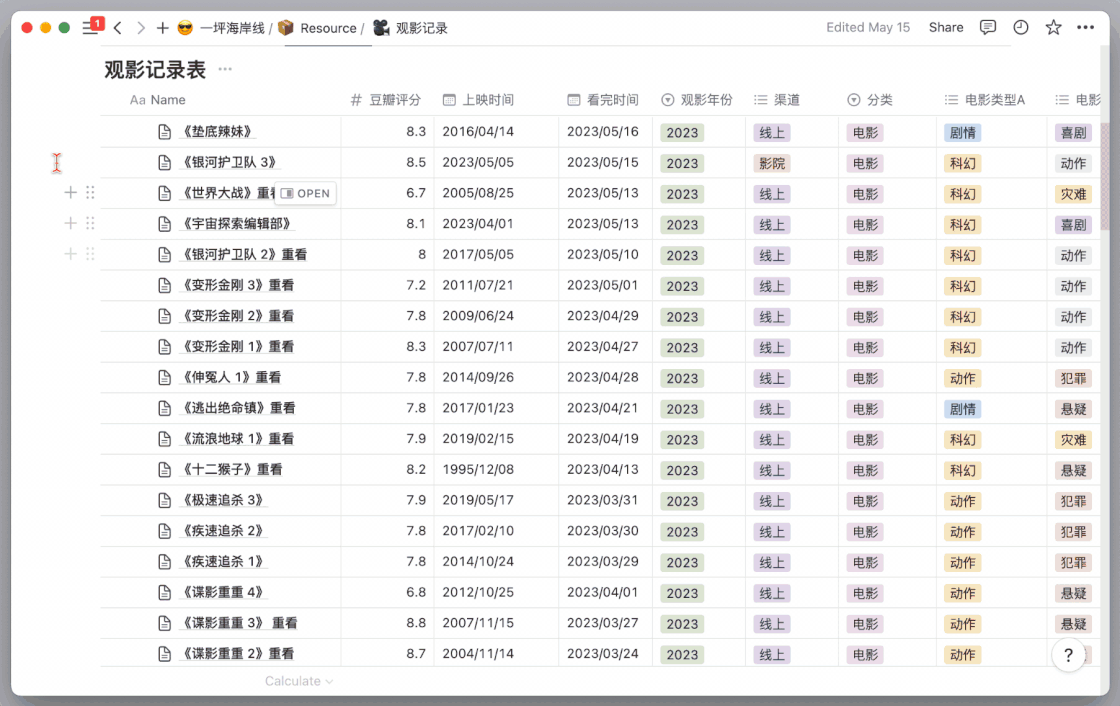 1 一坪海岸线 / Resource / 观影记录 Edited May 15 Share
观影记录表 ...
Aa Name # 豆瓣评分 上映时间 看完时间 观影年份 渠道 分类 电影类型A 电影
《垫底辣妹》 8.3 2016/04/14 2023/05/16 2023 线上 电影 剧情 喜剧
《银河护卫队 3》 8.5 2023/05/05 2023/05/15 2023 影院 电影 科幻 动作
《世界大战》重 OPEN 6.7 2005/08/25 2023/05/13 2023 线上 电影 科幻 灾难
《宇宙探索编辑部》 8.1 2023/04/01 2023/05/13 2023 线上 电影 科幻 喜剧
《银河护卫队 2》重看 8 2017/05/05 2023/05/10 2023 线上 电影 科幻 动作
《变形金刚 3》重看 7.2 2011/07/21 2023/05/01 2023 线上 电影 科幻 动作
《变形金刚 2》重看 7.8 2009/06/24 2023/04/29 2023 线上 电影 科幻 动作
《变形金刚 1》重看 8.3 2007/07/11 2023/04/27 2023 线上 电影 科幻 动作
《伸冤人 1》重看 7.8 2014/09/26 2023/04/28 2023 线上 电影 动作 犯罪
《逃出绝命镇》重看 7.8 2017/01/23 2023/04/21 2023 线上 电影 剧情 悬疑
《流浪地球 1》重看 7.9 2019/02/15 2023/04/19 2023 线上 电影 科幻 灾难
《十二猴子》重看 8.2 1995/12/08 2023/04/13 2023 线上 电影 科幻 悬疑
《极速追杀 3》 7.9 2019/05/17 2023/03/31 2023 线上 电影 动作 犯罪
《疾速追杀 2》 7.8 2017/02/10 2023/03/30 2023 线上 电影 动作 犯罪
《疾速追杀 1》 7.8 2014/10/24 2023/03/29 2023 线上 电影 动作 犯罪
《谍影重重 4》 6.8 2012/10/25 2023/04/01 2023 线上 电影 动作 悬疑
《谍影重重 3》 重看 8.8 2007/11/15 2023/03/27 2023 线上 电影 动作 悬疑
《谍影重重 2》重看 8.7 2004/11/14 2023/03/24 2023 线上 电影 动作 ?
Calculate